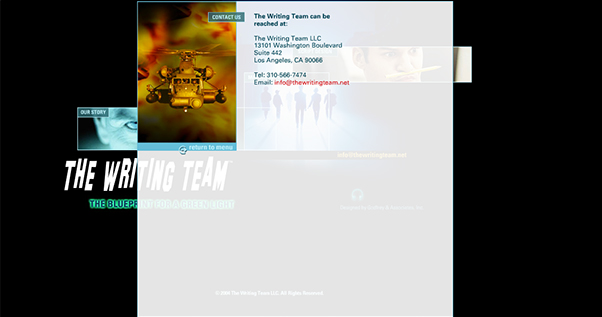 CONTACT US
The Writing Team can be
reached at:
The Writing Team LLC
13101 Washington Boulevard
Suite 442
Los Angeles, CA 90066
Tel: 310-566-7474
Email: info@thewritingteam.net
OUR STORY
return to menu
info@thewritingteam.net
THE WRITING TEAM
THE BLUEPRINT FOR A GREEN LIGHT
The Writing Team LLC. All Rights Reserved